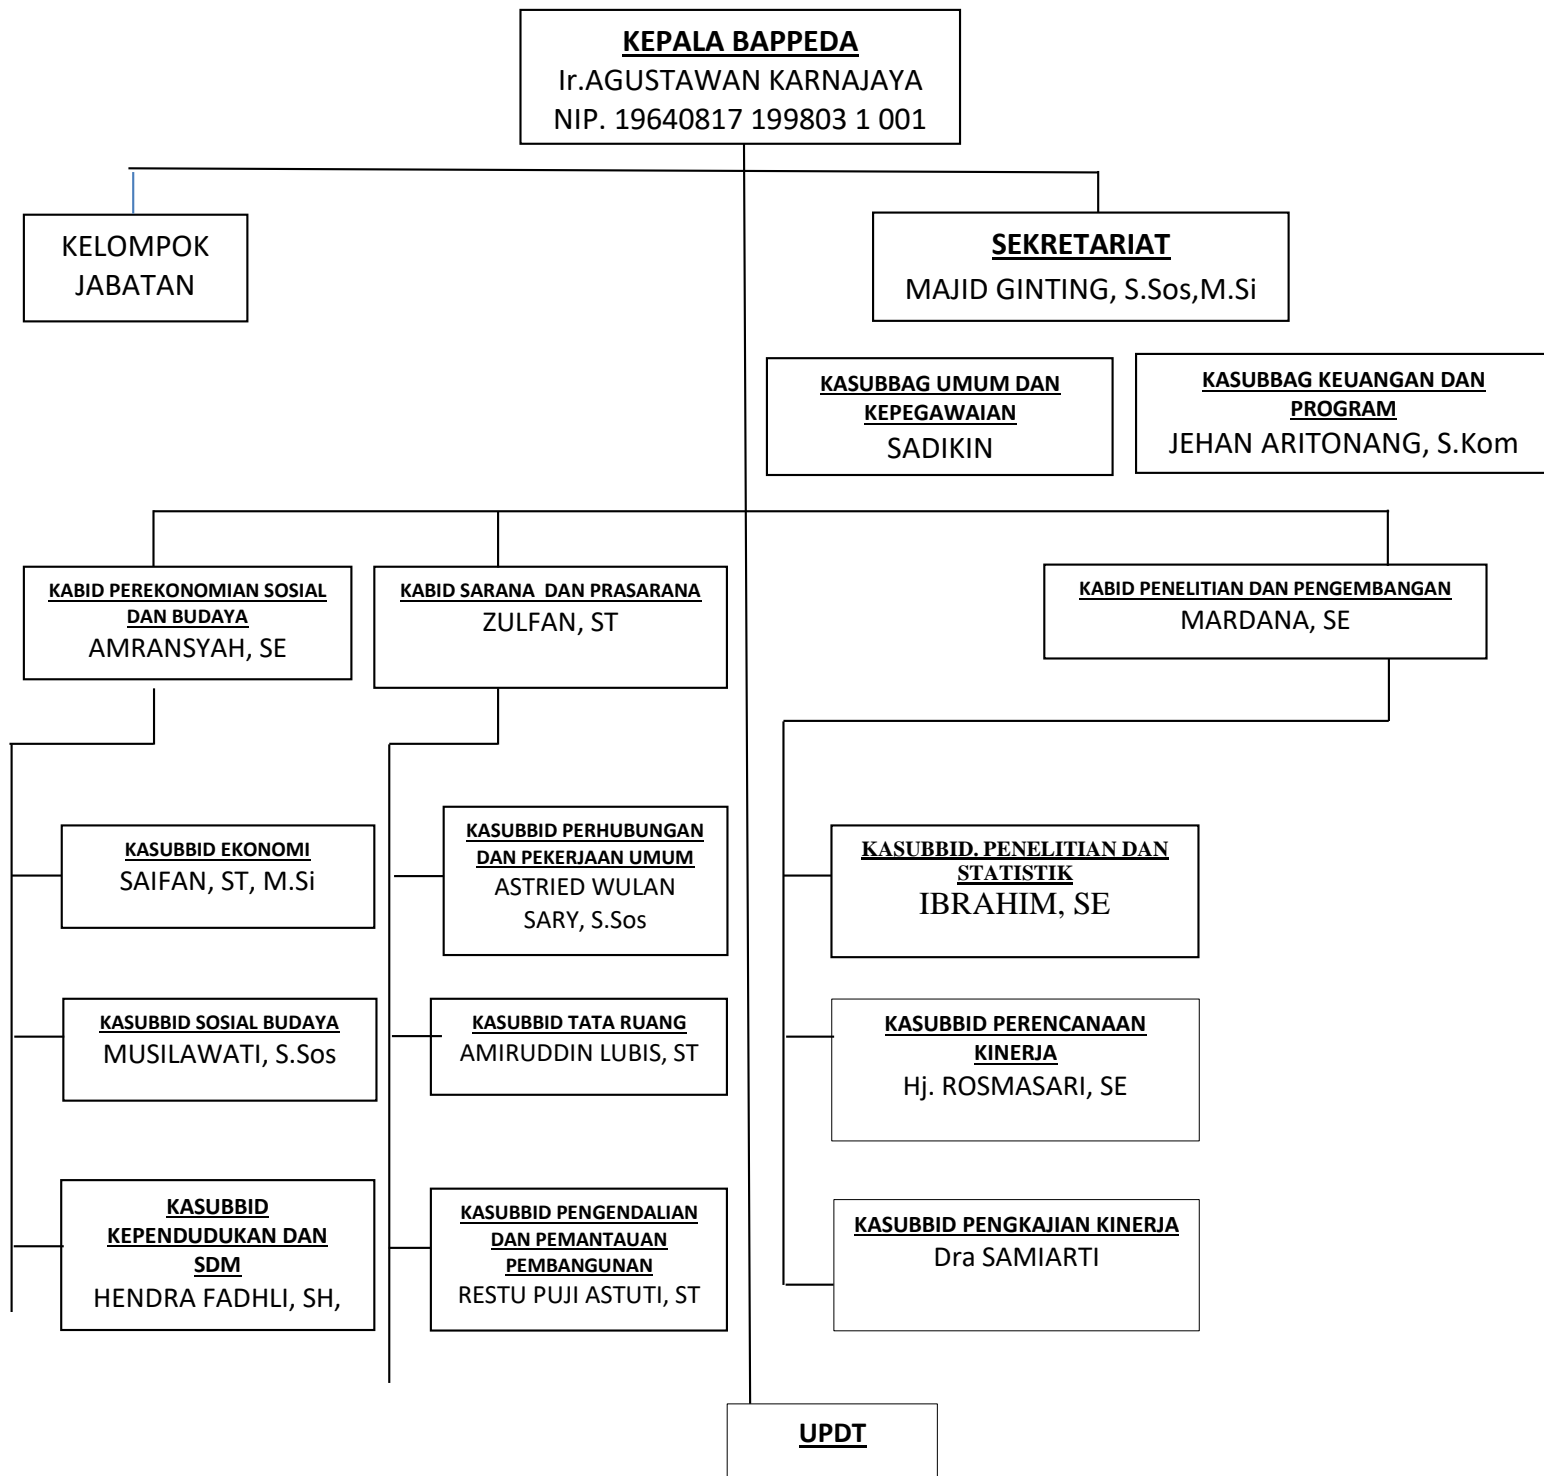 KEPALA BAPPEDA
Ir.AGUSTAWAN KARNAJAYA
NIP. 19640817 199803 1 001
KELOMPOK
JABATAN
SEKRETARIAT
MAJID GINTING, S.Sos,M.Si
KASUBBAG UMUM DAN
KEPEGAWAIAN
SADIKIN
KASUBBAG KEUANGAN DAN
PROGRAM
JEHAN ARITONANG, S.Kom
KABID PEREKONOMIAN SOSIAL
DAN BUDAYA
AMRANSYAH, SE
KABID SARANA  DAN PRASARANA
ZULFAN, ST
KABID PENELITIAN DAN PENGEMBANGAN
MARDANA, SE
KASUBBID EKONOMI
SAIFAN, ST, M.Si
KASUBBID PERHUBUNGAN
DAN PEKERJAAN UMUM
ASTRIED WULAN
SARY, S.Sos
KASUBBID. PENELITIAN DAN
STATISTIK
IBRAHIM, SE
KASUBBID SOSIAL BUDAYA
MUSILAWATI, S.Sos
KASUBBID TATA RUANG
AMIRUDDIN LUBIS, ST
KASUBBID PERENCANAAN
KINERJA
Hj. ROSMASARI, SE
KASUBBID
KEPENDUDUKAN DAN
SDM
HENDRA FADHLI, SH,
KASUBBID PENGENDALIAN
DAN PEMANTAUAN
PEMBANGUNAN
RESTU PUJI ASTUTI, ST
KASUBBID PENGKAJIAN KINERJA
Dra SAMIARTI
UPDT